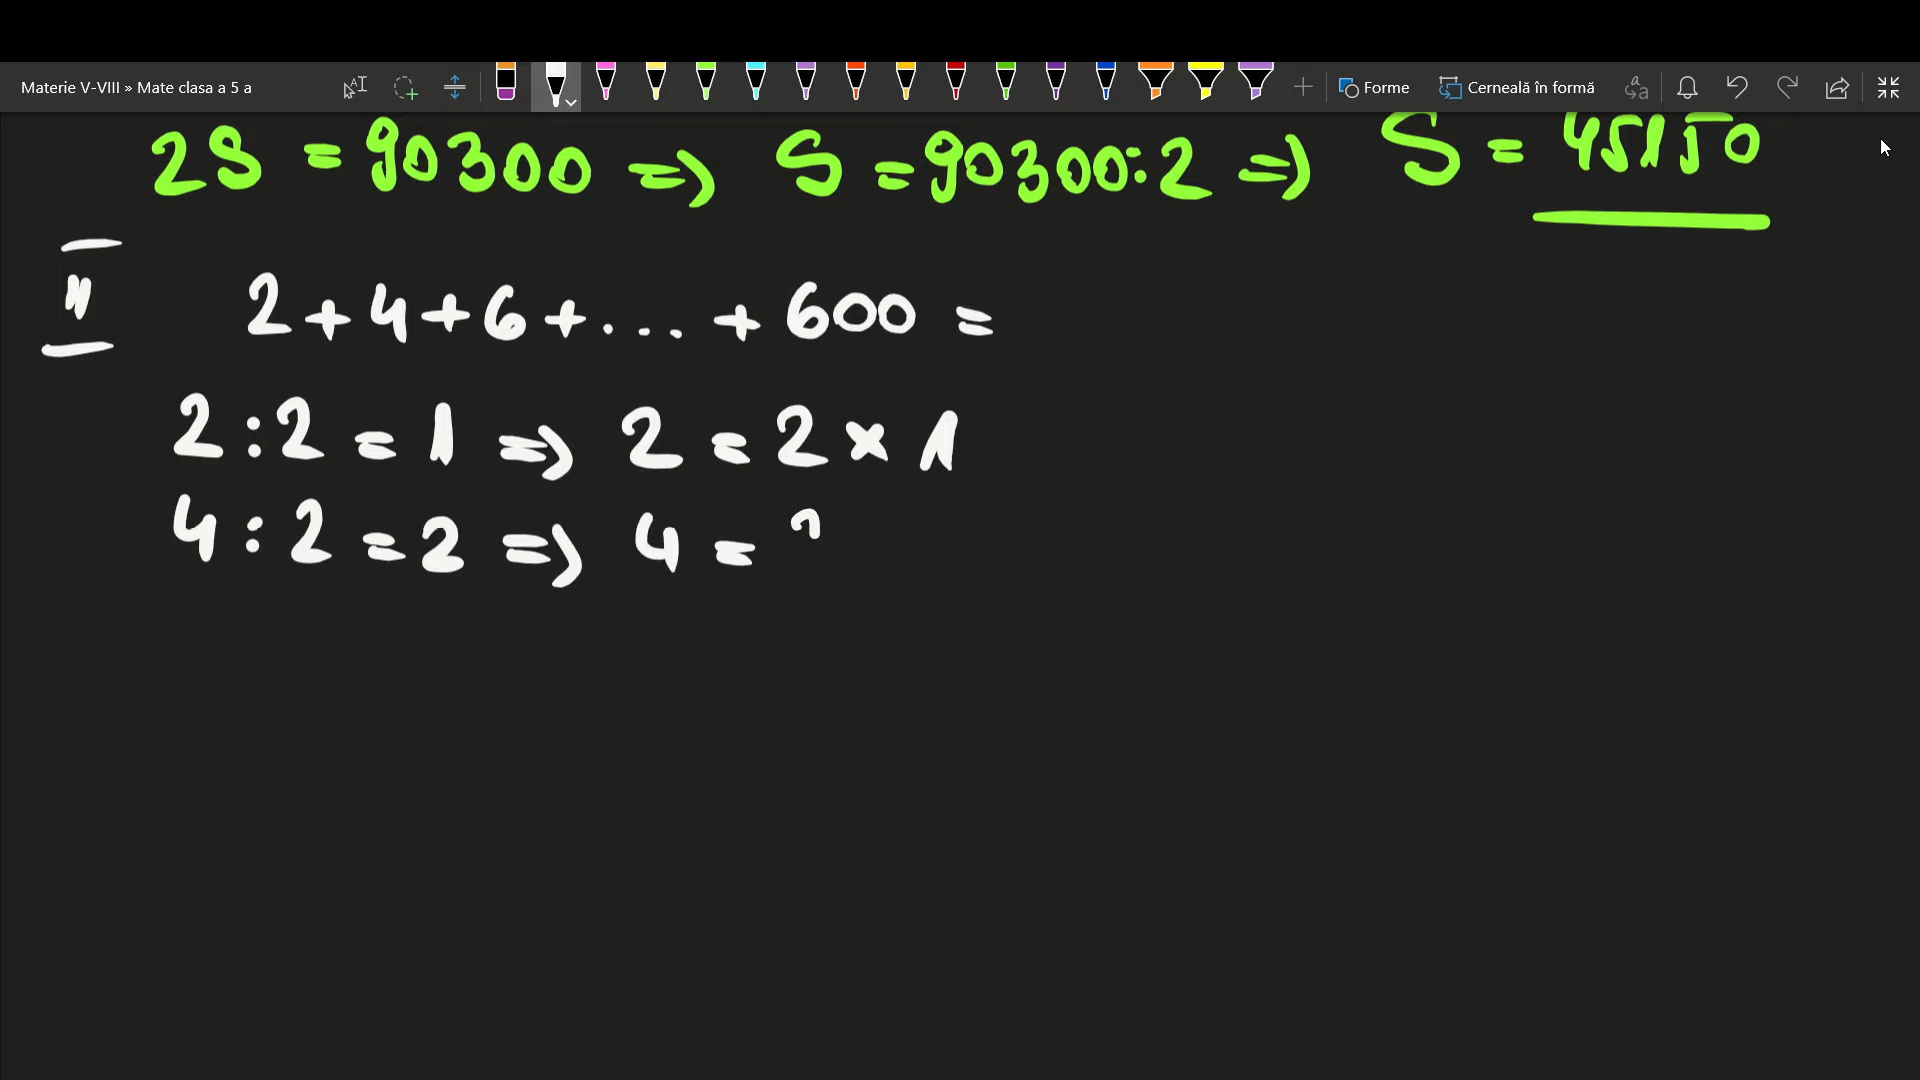 Materie V-VIII » Mate clasa a 5 a Forme Cerneală în formă
2S = 90300 => S = 90300:2 => S = 45150
II 2+4+6+... + 600 =
2:2 = 1 => 2 = 2 × 1
4:2 = 2 => 4 =